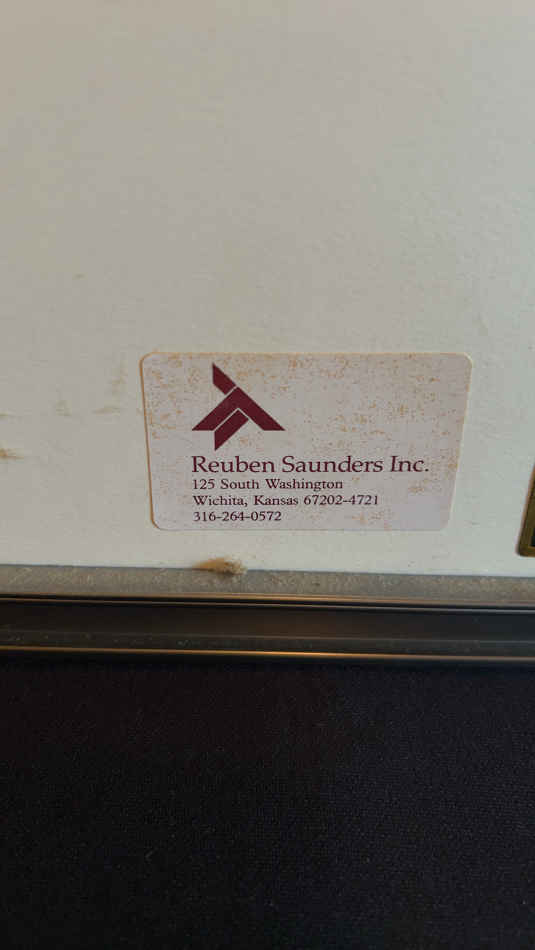 Reuben Saunders Inc.
125 South Washington
Wichita, Kansas 67202-4721
316-264-0572